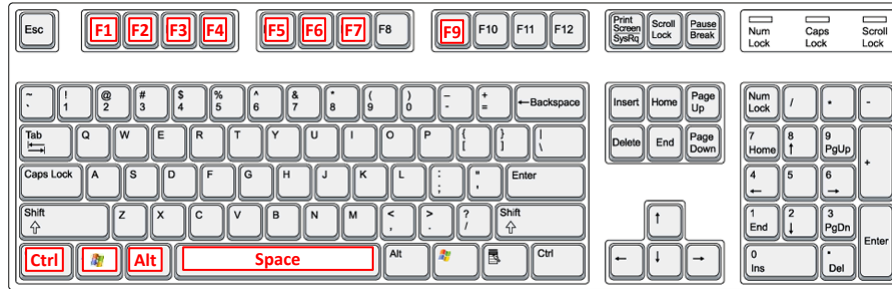 Esc F1 F2 F3 F4 F5 F6 F7 F8 F9 F10 F11 F12 Print Screen SysRq Scroll Lock Pause Break Num Lock Caps Lock Scroll Lock
~ ` ! 1 @ 2 # 3 $ 4 % 5 ^ 6 & 7 * 8 ( 9 ) 0 _ - + = ←Backspace Insert Home Page Up Num Lock / * -
Tab Q W E R T Y U I O P { [ } ] | \ Delete End Page Down 7 Home 8 ↑ 9 PgUp +
Caps Lock A S D F G H J K L : ; " ' Enter 4 ← 5 6 →
Shift Z X C V B N M < , > . ? / Shift ↑ 1 End 2 ↓ 3 PgDn Enter
Ctrl Alt Space Alt Ctrl ← ↓ → 0 Ins . Del